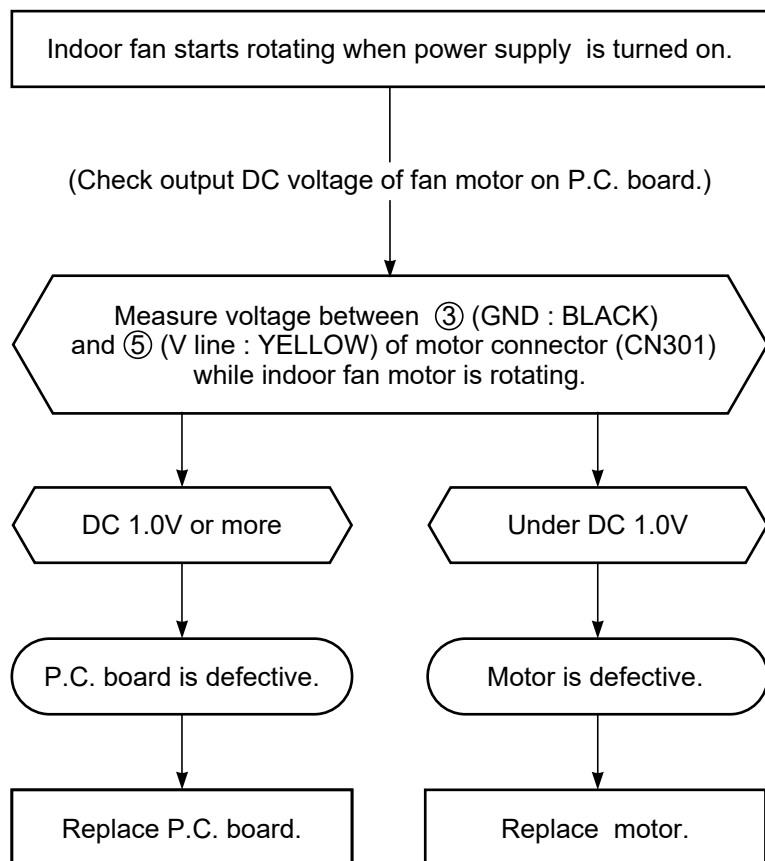 Indoor fan starts rotating when power supply is turned on.
(Check output DC voltage of fan motor on P.C. board.)
Measure voltage between ③ (GND : BLACK)
and ⑤ (V line : YELLOW) of motor connector (CN301)
while indoor fan motor is rotating.
DC 1.0V or more
Under DC 1.0V
P.C. board is defective.
Motor is defective.
Replace P.C. board.
Replace motor.